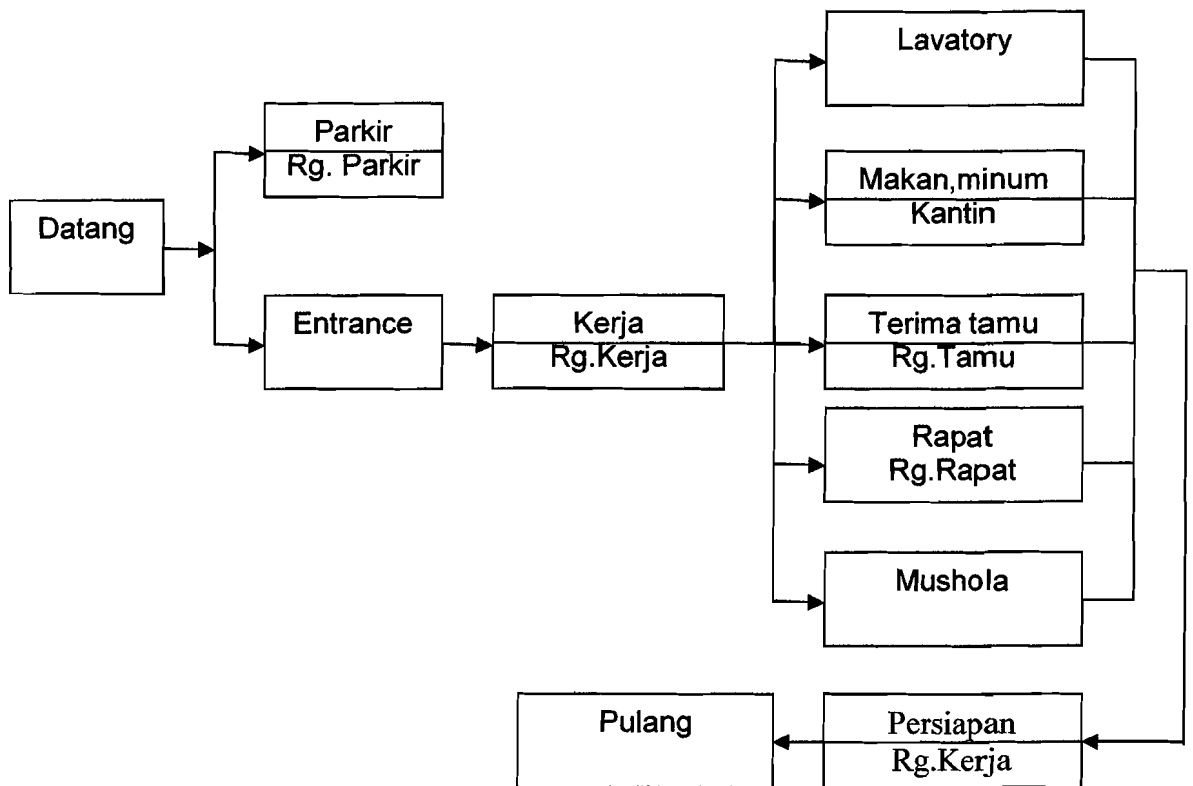 Lavatory
Parkir
Rg. Parkir
Makan,minum
Kantin
Datang
Entrance
Kerja
Rg.Kerja
Terima tamu
Rg.Tamu
Rapat
Rg.Rapat
Mushola
Pulang
Persiapan
Rg.Kerja